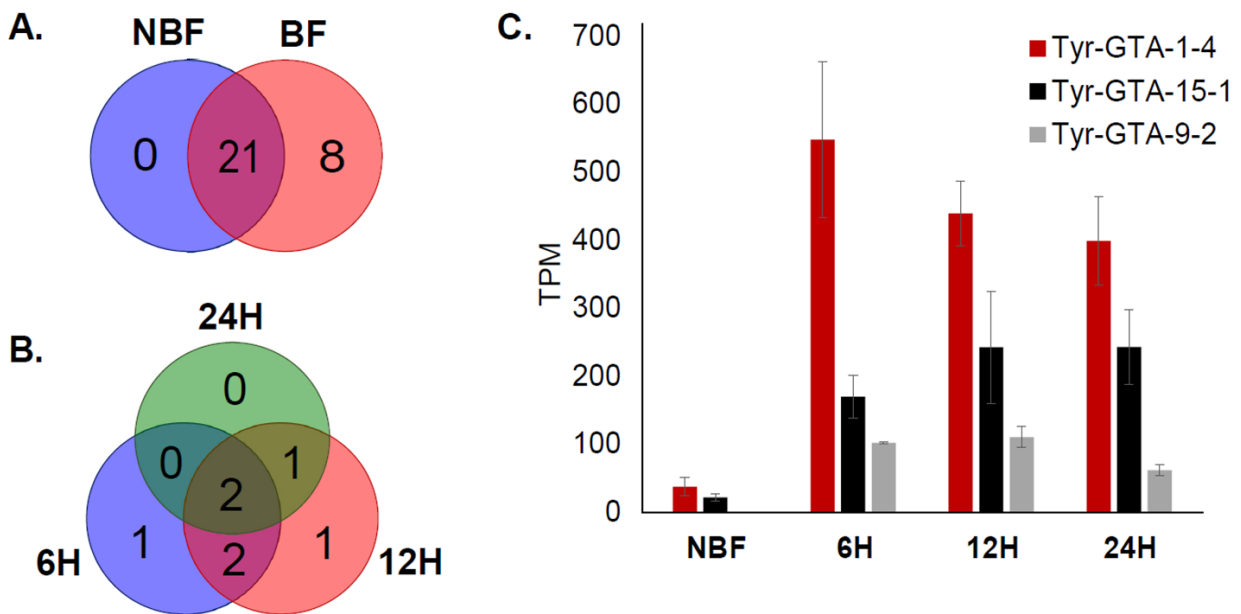 A.
NBF BF
0 21 8
B.
24H
0
0 1
2
1 2 1
6H 12H
C.
Tyr-GTA-1-4
Tyr-GTA-15-1
Tyr-GTA-9-2
TPM
700
600
500
400
300
200
100
0
NBF 6H 12H 24H